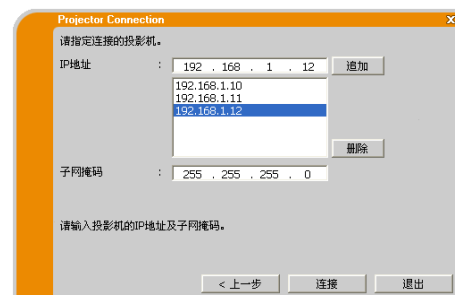 Projector Connection
请指定连接的投影机。
IP地址 : 192 . 168 . 1 . 12 追加
192.168.1.10
192.168.1.11
192.168.1.12
删除
子网掩码 : 255 . 255 . 255 . 0
请输入投影机的IP地址及子网掩码。
< 上一步 连接 退出